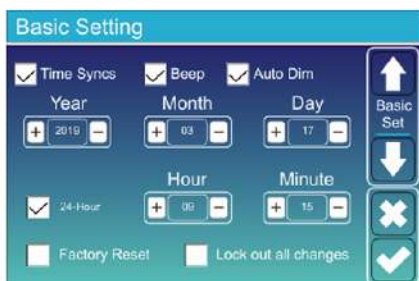 Basic Setting
Time Syncs Beep Auto Dim
Year Month Day
+ 2019 − + 03 − + 17 −
Basic
Set
Hour Minute
24-Hour + 09 − + 15 −
Factory Reset Lock out all changes